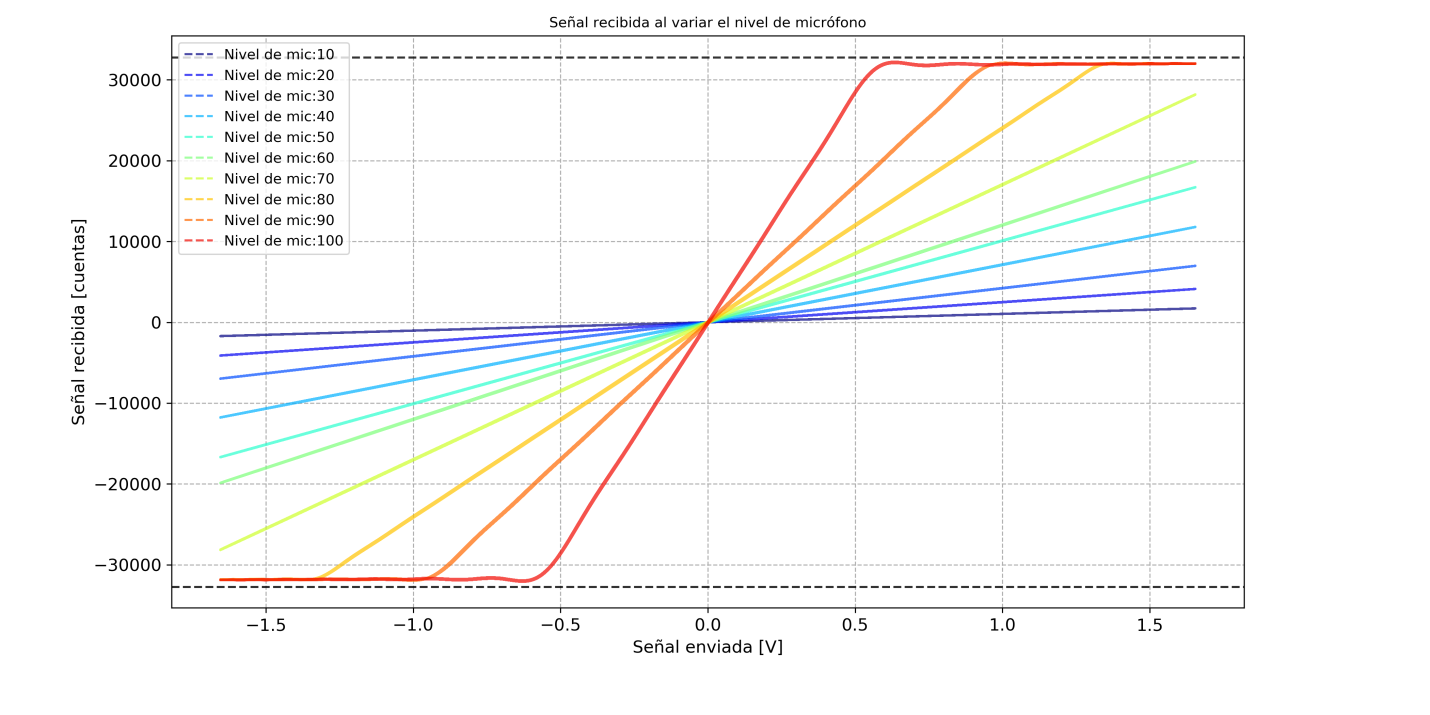 Señal recibida al variar el nivel de micrófono
Nivel de mic:10
Nivel de mic:20
Nivel de mic:30
Nivel de mic:40
Nivel de mic:50
Nivel de mic:60
Nivel de mic:70
Nivel de mic:80
Nivel de mic:90
Nivel de mic:100
Señal recibida [cuentas]
30000
20000
10000
0
−10000
−20000
−30000
−1.5 −1.0 −0.5 0.0 0.5 1.0 1.5
Señal enviada [V]